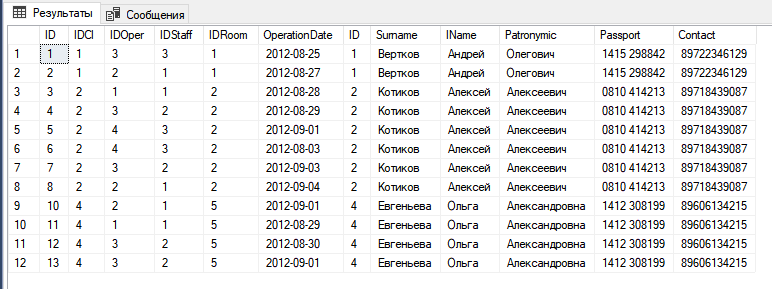 Результаты Сообщения
ID IDCl IDOper IDStaff IDRoom OperationDate ID Surname IName Patronymic Passport Contact
1 1 1 3 3 1 2012-08-25 1 Вертков Андрей Олегович 1415 298842 89722346129
2 2 1 2 1 1 2012-08-27 1 Вертков Андрей Олегович 1415 298842 89722346129
3 3 2 1 1 2 2012-08-28 2 Котиков Алексей Алексеевич 0810 414213 89718439087
4 4 2 3 2 2 2012-08-29 2 Котиков Алексей Алексеевич 0810 414213 89718439087
5 5 2 4 3 2 2012-09-01 2 Котиков Алексей Алексеевич 0810 414213 89718439087
6 6 2 4 3 2 2012-08-03 2 Котиков Алексей Алексеевич 0810 414213 89718439087
7 7 2 3 2 2 2012-09-03 2 Котиков Алексей Алексеевич 0810 414213 89718439087
8 8 2 2 1 2 2012-09-04 2 Котиков Алексей Алексеевич 0810 414213 89718439087
9 10 4 2 1 5 2012-09-01 4 Евгеньева Ольга Александровна 1412 308199 89606134215
10 11 4 1 1 5 2012-08-29 4 Евгеньева Ольга Александровна 1412 308199 89606134215
11 12 4 3 2 5 2012-08-30 4 Евгеньева Ольга Александровна 1412 308199 89606134215
12 13 4 3 2 5 2012-09-01 4 Евгеньева Ольга Александровна 1412 308199 89606134215